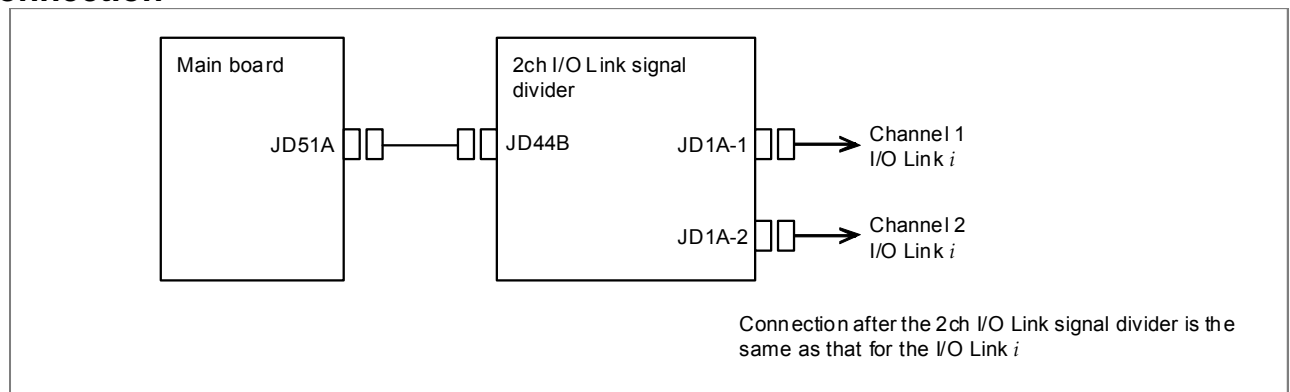 Main board
2ch I/O Link signal
divider
JD51A
JD44B
JD1A-1
Channel 1
I/O Link i
JD1A-2
Channel 2
I/O Link i
Connection after the 2ch I/O Link signal divider is the
same as that for the I/O Link i